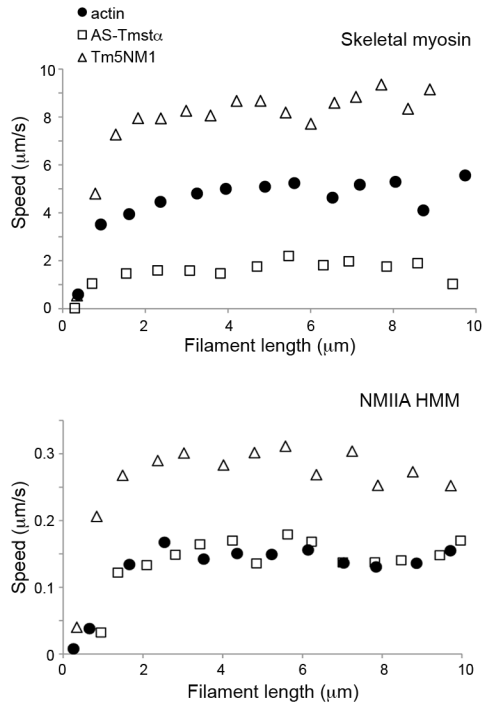 actin
AS-Tmstα
Tm5NM1
Skeletal myosin
10
8
6
4
2
0
Speed (μm/s)
0 2 4 6 8 10
Filament length (μm)
NMIIA HMM
0.3
0.2
0.1
0
Speed (μm/s)
0 2 4 6 8 10
Filament length (μm)